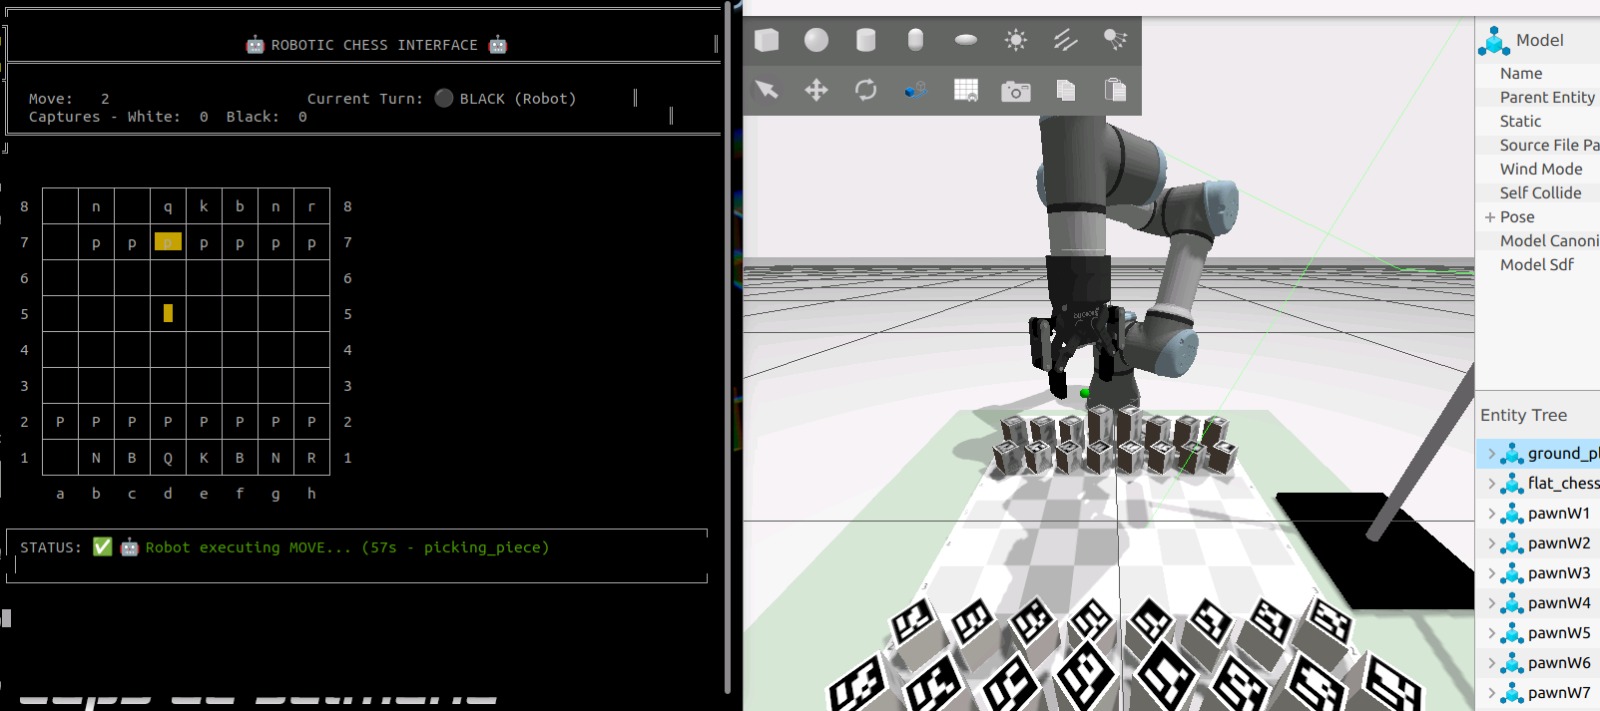 🤖 ROBOTIC CHESS INTERFACE 🤖
Move: 2 Current Turn: ⚫ BLACK (Robot)
Captures - White: 0 Black: 0
8 n q k b n r 8
7 p p p p p p p 7
6 6
5 5
4 4
3 3
2 P P P P P P P P 2
1 N B Q K B N R 1
a b c d e f g h
STATUS: ✅ 🤖 Robot executing MOVE... (57s - picking_piece)
Model
Name
Parent Entity
Static
Source File Pa
Wind Mode
Self Collide
+ Pose
Model Canoni
Model Sdf
Entity Tree
> ground_pl
> flat_chess
> pawnW1
> pawnW2
> pawnW3
> pawnW4
> pawnW5
> pawnW6
> pawnW7